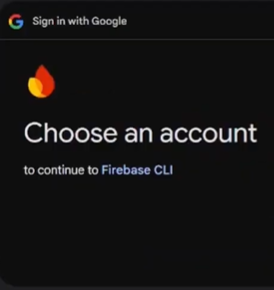 Sign in with Google
Choose an account
to continue to Firebase CLI